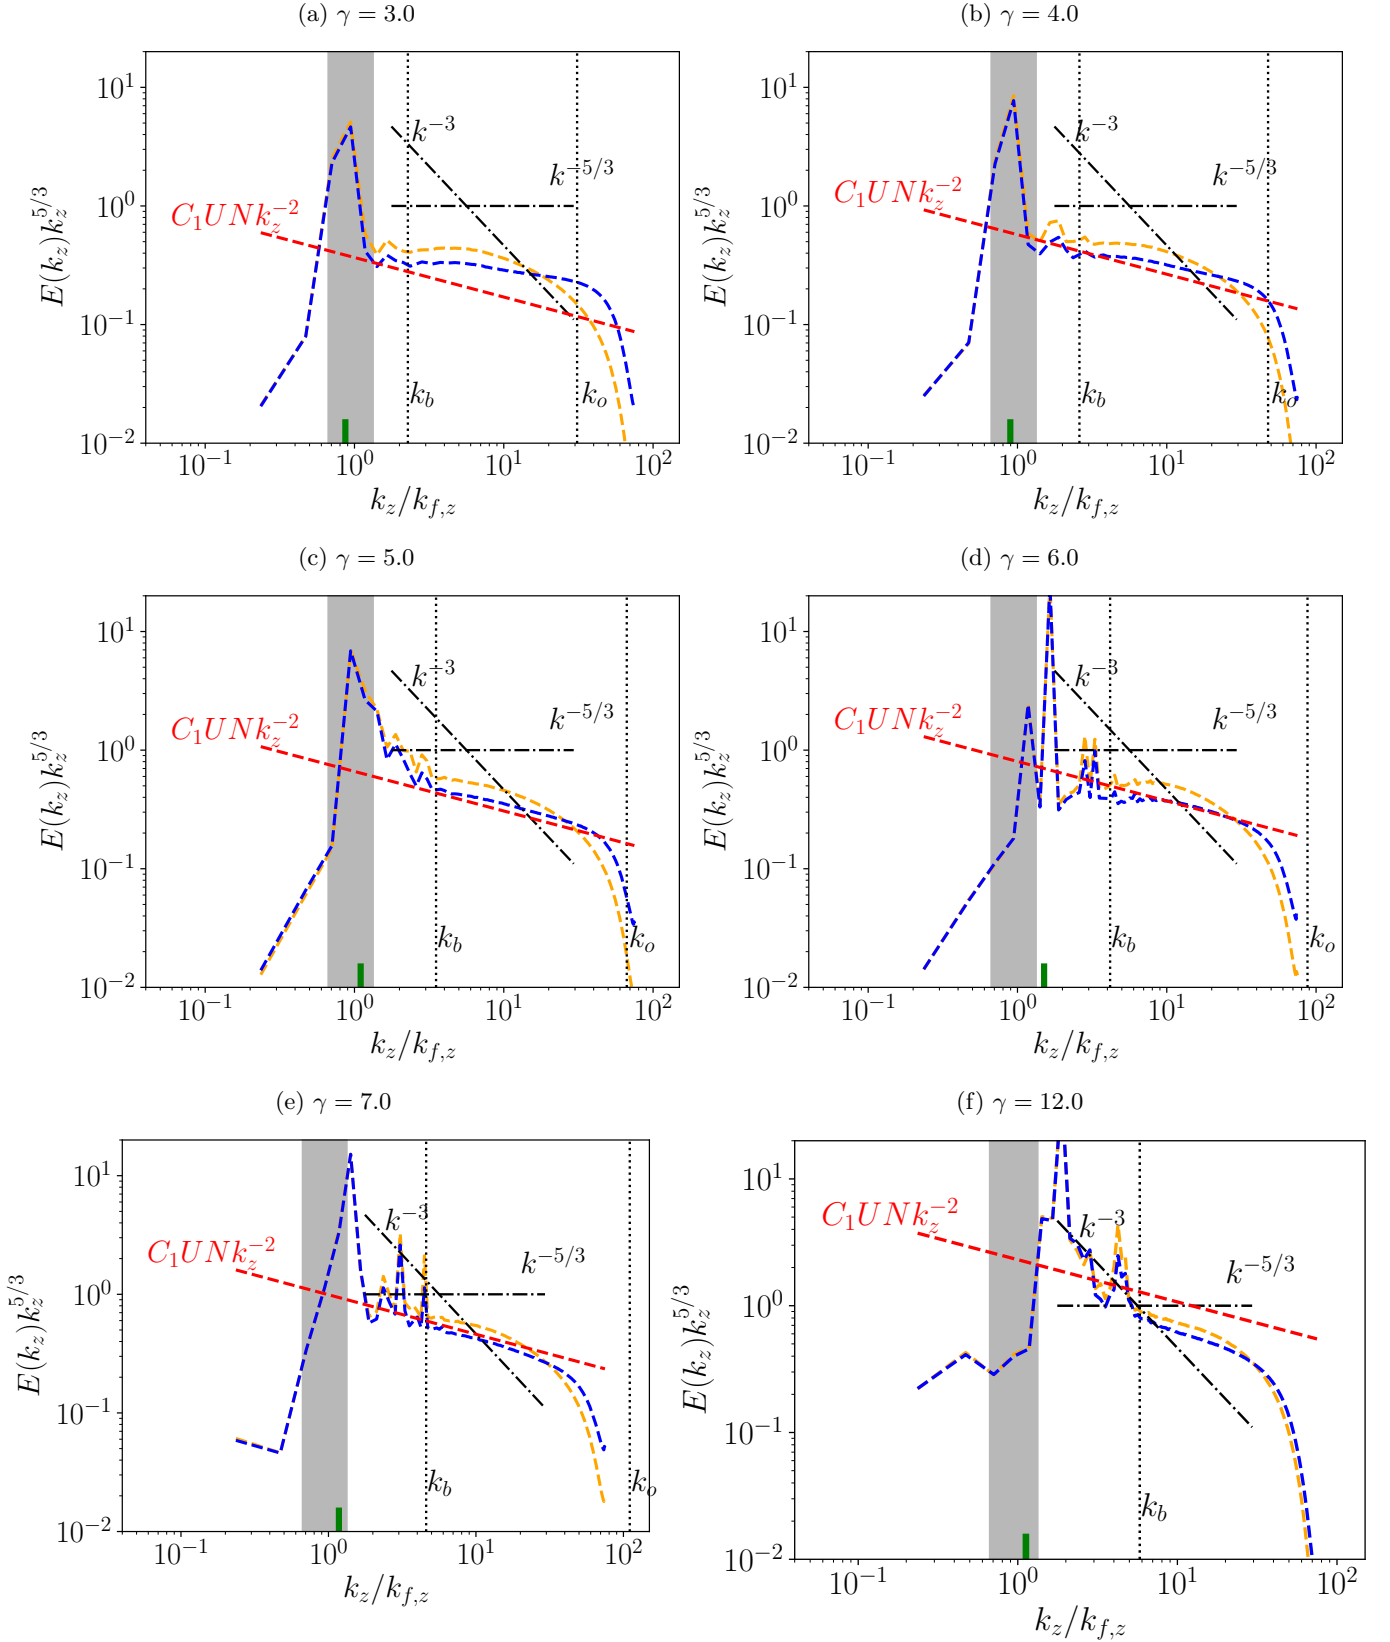 (a) γ = 3.0
E(k_z)k_z^{5/3}
10^1
10^0
10^{-1}
10^{-2}
C_1UNk_z^{-2}
k^{-3}
k^{-5/3}
k_b
k_o
10^{-1}
10^0
10^1
10^2
k_z/k_{f,z}
(b) γ = 4.0
E(k_z)k_z^{5/3}
10^1
10^0
10^{-1}
10^{-2}
C_1UNk_z^{-2}
k^{-3}
k^{-5/3}
k_b
k_o
10^{-1}
10^0
10^1
10^2
k_z/k_{f,z}
(c) γ = 5.0
E(k_z)k_z^{5/3}
10^1
10^0
10^{-1}
10^{-2}
C_1UNk_z^{-2}
k^{-3}
k^{-5/3}
k_b
k_o
10^{-1}
10^0
10^1
10^2
k_z/k_{f,z}
(d) γ = 6.0
E(k_z)k_z^{5/3}
10^1
10^0
10^{-1}
10^{-2}
C_1UNk_z^{-2}
k^{-3}
k^{-5/3}
k_b
k_o
10^{-1}
10^0
10^1
10^2
k_z/k_{f,z}
(e) γ = 7.0
E(k_z)k_z^{5/3}
10^1
10^0
10^{-1}
10^{-2}
C_1UNk_z^{-2}
k^{-3}
k^{-5/3}
k_b
k_o
10^{-1}
10^0
10^1
10^2
k_z/k_{f,z}
(f) γ = 12.0
E(k_z)k_z^{5/3}
10^1
10^0
10^{-1}
10^{-2}
C_1UNk_z^{-2}
k^{-3}
k^{-5/3}
k_b
10^{-1}
10^0
10^1
10^2
k_z/k_{f,z}